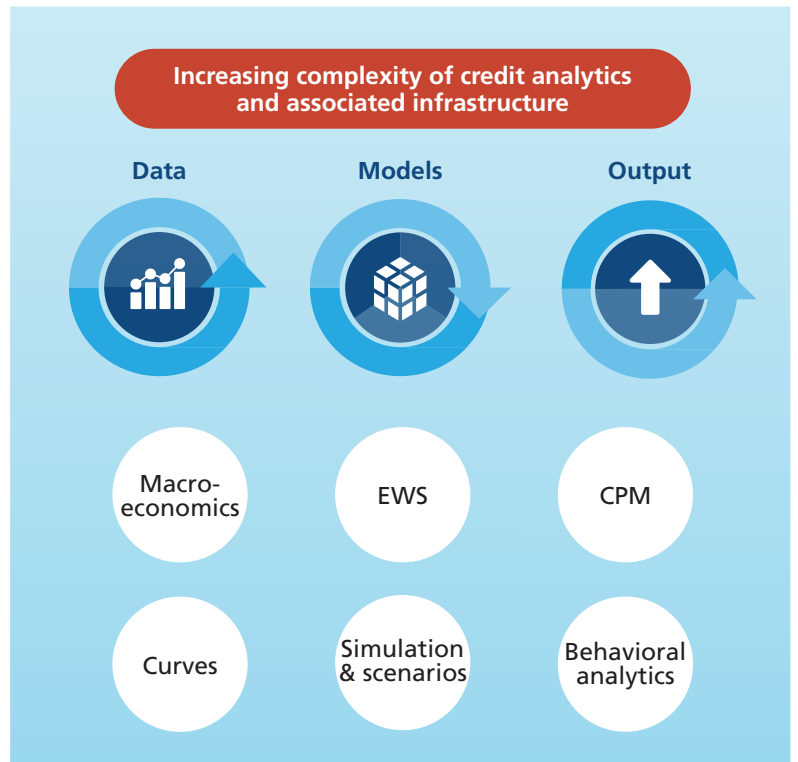 Increasing complexity of credit analytics
and associated infrastructure
Data
Models
Output
Macro-
economics
EWS
CPM
Curves
Simulation
& scenarios
Behavioral
analytics